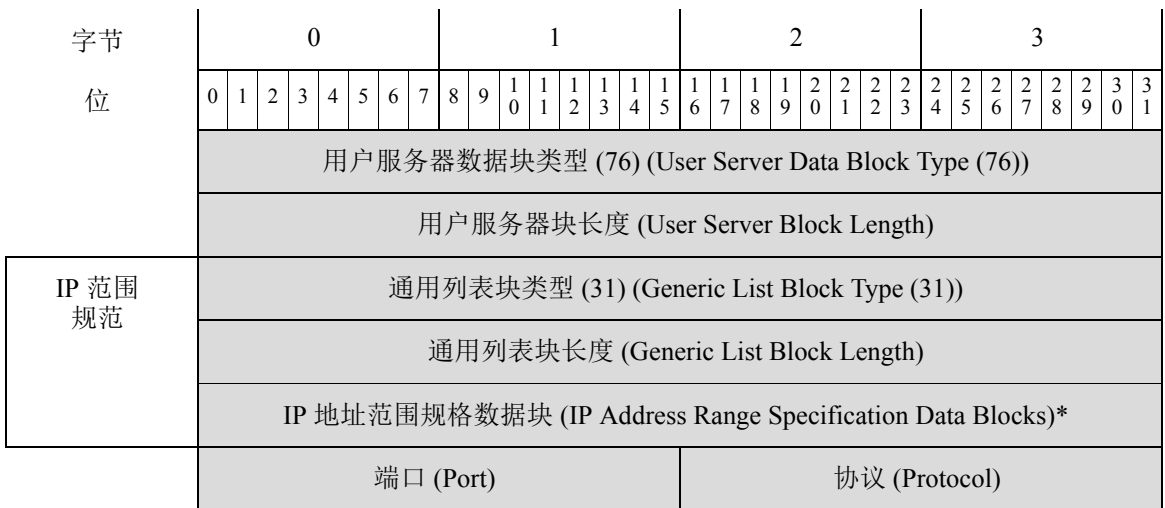 字节 0 1 2 3
位 0 1 2 3 4 5 6 7 8 9 10 11 12 13 14 15 16 17 18 19 20 21 22 23 24 25 26 27 28 29 30 31
用户服务器数据块类型 (76) (User Server Data Block Type (76))
用户服务器块长度 (User Server Block Length)
IP 范围
规范
通用列表块类型 (31) (Generic List Block Type (31))
通用列表块长度 (Generic List Block Length)
IP 地址范围规格数据块 (IP Address Range Specification Data Blocks)*
端口 (Port) 协议 (Protocol)